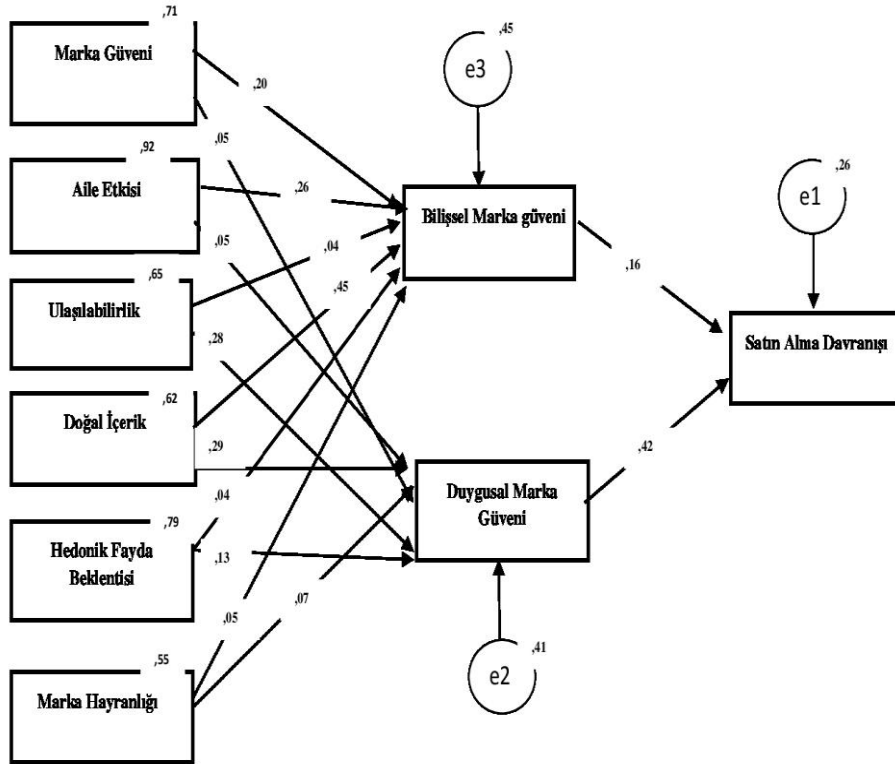 ,71
Marka Güveni
,20
,05
,92
Aile Etkisi
,26
,05
,65
Ulaşılabilirlik
,04
,45
,28
,62
Doğal İçerik
,29
,04
,79
Hedonik Fayda
Beklentisi
,13
,05
,07
,55
Marka Hayranlığı
,45
e3
Bilişsel Marka güveni
,16
Duygusal Marka
Güveni
,42
,41
e2
,26
e1
Satın Alma Davranışı